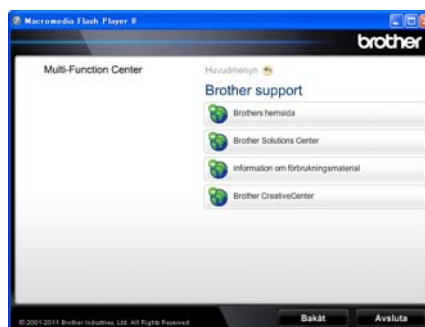 Macromedia Flash Player 8
brother
Multi-Function Center
Huvudmenyn
Brother support
Brothers hemsida
Brother Solutions Center
Information om förbrukningsmaterial
Brother CreativeCenter
© 2001-2011 Brother Industries, Ltd. All Rights Reserved.
Bakåt
Avsluta